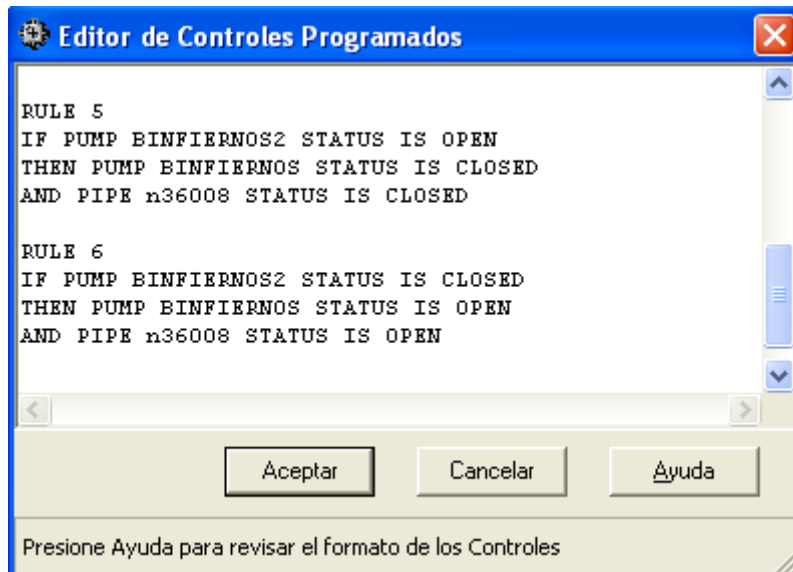 Editor de Controles Programados
RULE 5
IF PUMP BINFIERNOS2 STATUS IS OPEN
THEN PUMP BINFIERNOS STATUS IS CLOSED
AND PIPE n36008 STATUS IS CLOSED
RULE 6
IF PUMP BINFIERNOS2 STATUS IS CLOSED
THEN PUMP BINFIERNOS STATUS IS OPEN
AND PIPE n36008 STATUS IS OPEN
Aceptar Cancelar Ayuda
Presione Ayuda para revisar el formato de los Controles